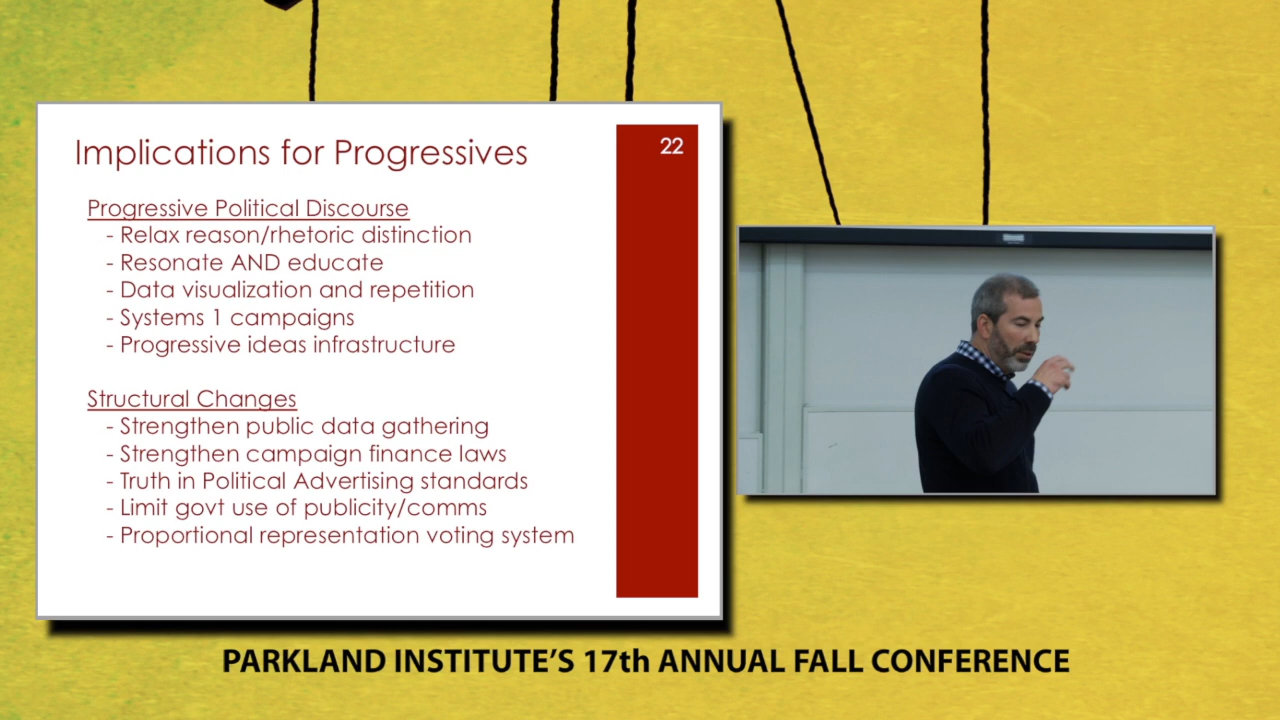 Implications for Progressives
22
Progressive Political Discourse
- Relax reason/rhetoric distinction
- Resonate AND educate
- Data visualization and repetition
- Systems 1 campaigns
- Progressive ideas infrastructure
Structural Changes
- Strengthen public data gathering
- Strengthen campaign finance laws
- Truth in Political Advertising standards
- Limit govt use of publicity/comms
- Proportional representation voting system
PARKLAND INSTITUTE'S 17th ANNUAL FALL CONFERENCE